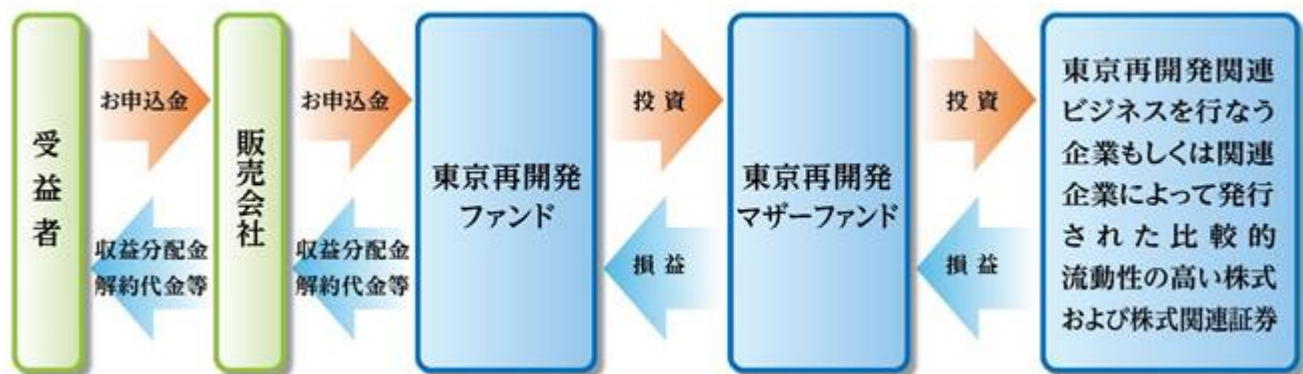 受益者
お申込金
収益分配金
解約代金等
販売会社
お申込金
収益分配金
解約代金等
東京再開発
ファンド
投資
損益
東京再開発
マザーファンド
投資
損益
東京再開発関連
ビジネスを行なう
企業もしくは関連
企業によって発行
された比較的
流動性の高い株式
および株式関連証券